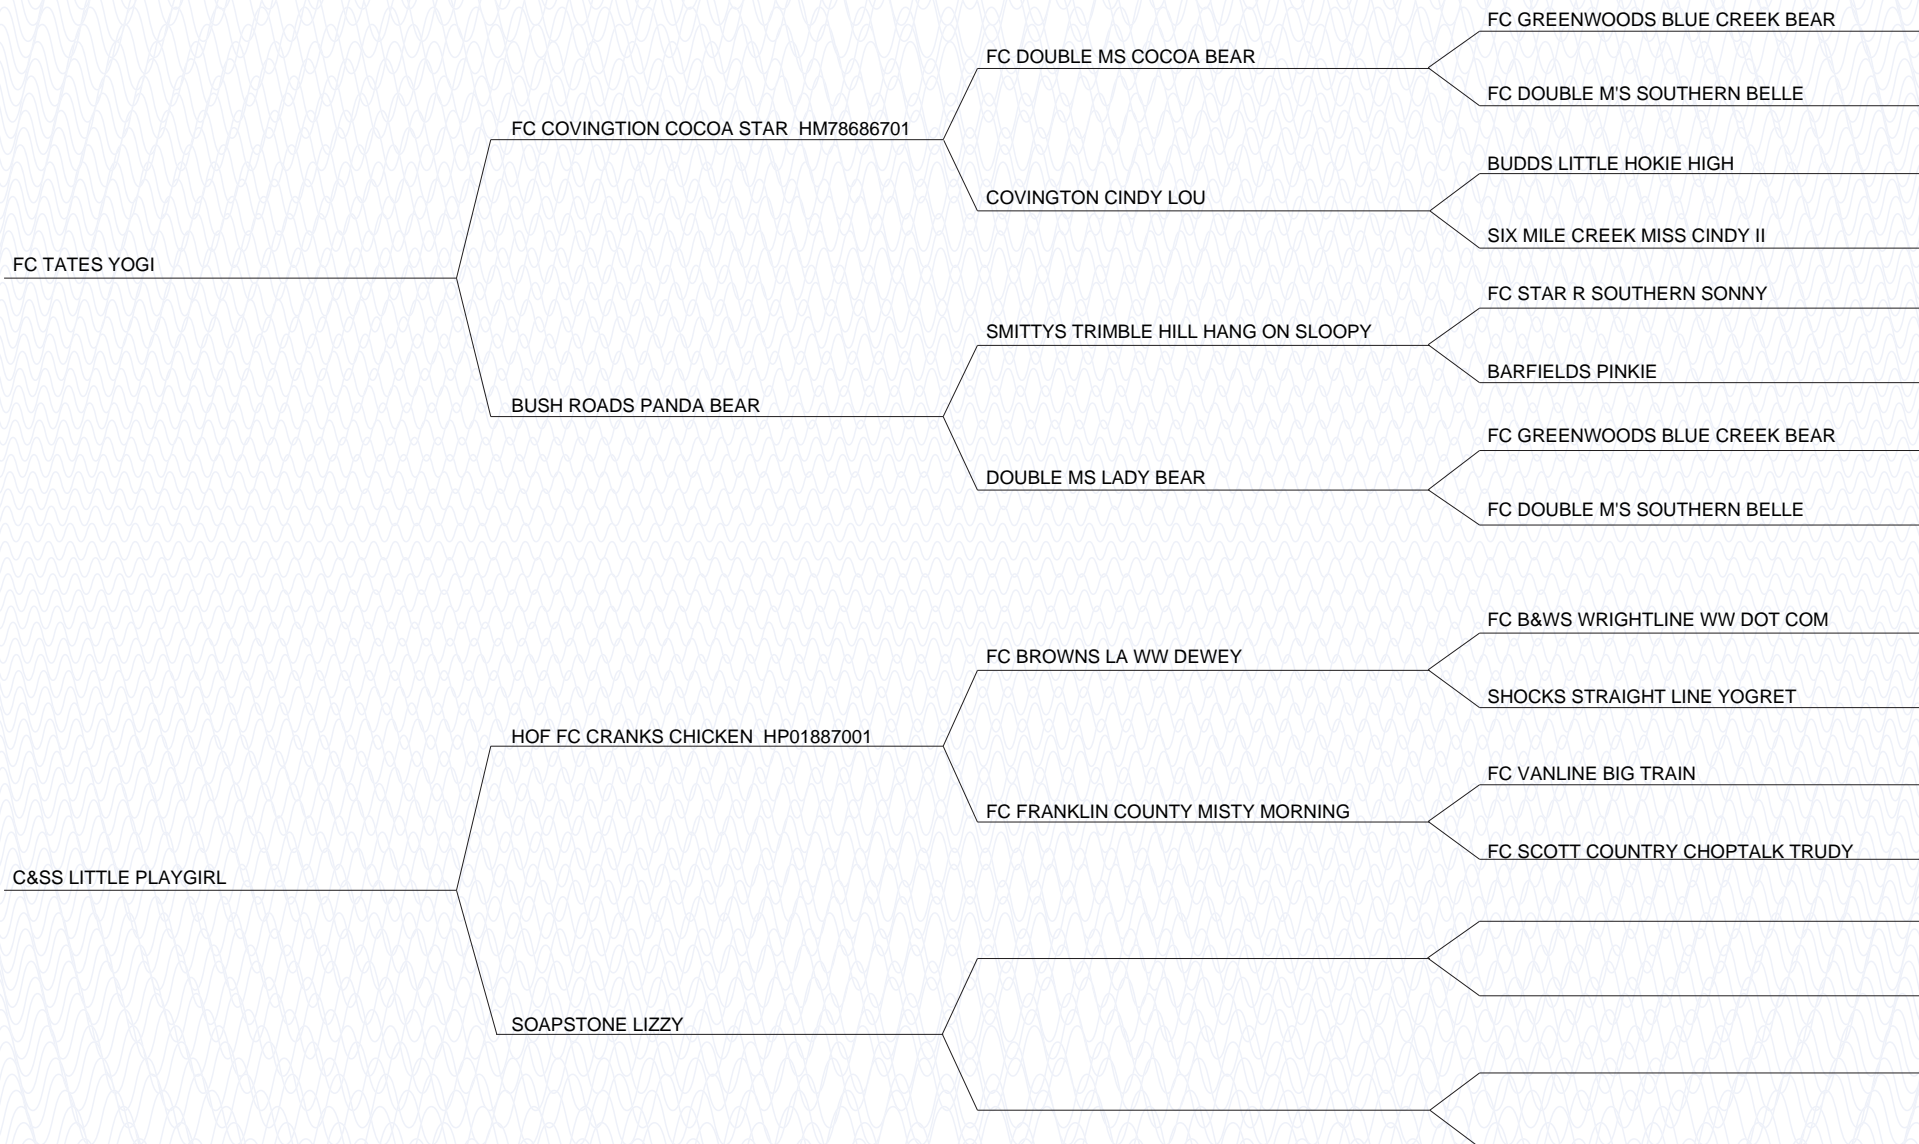 FC GREENWOODS BLUE CREEK BEAR
FC DOUBLE MS COCOA BEAR
FC DOUBLE M'S SOUTHERN BELLE
FC COVINGTION COCOA STAR HM78686701
BUDDS LITTLE HOKIE HIGH
COVINGTON CINDY LOU
SIX MILE CREEK MISS CINDY II
FC TATES YOGI
FC STAR R SOUTHERN SONNY
SMITTYS TRIMBLE HILL HANG ON SLOOPY
BARFIELDS PINKIE
BUSH ROADS PANDA BEAR
FC GREENWOODS BLUE CREEK BEAR
DOUBLE MS LADY BEAR
FC DOUBLE M'S SOUTHERN BELLE
FC B&WS WRIGHTLINE WW DOT COM
FC BROWNS LA WW DEWEY
SHOCKS STRAIGHT LINE YOGRET
HOF FC CRANKS CHICKEN HP01887001
FC VANLINE BIG TRAIN
FC FRANKLIN COUNTY MISTY MORNING
FC SCOTT COUNTRY CHOPTALK TRUDY
C&SS LITTLE PLAYGIRL
SOAPSTONE LIZZY